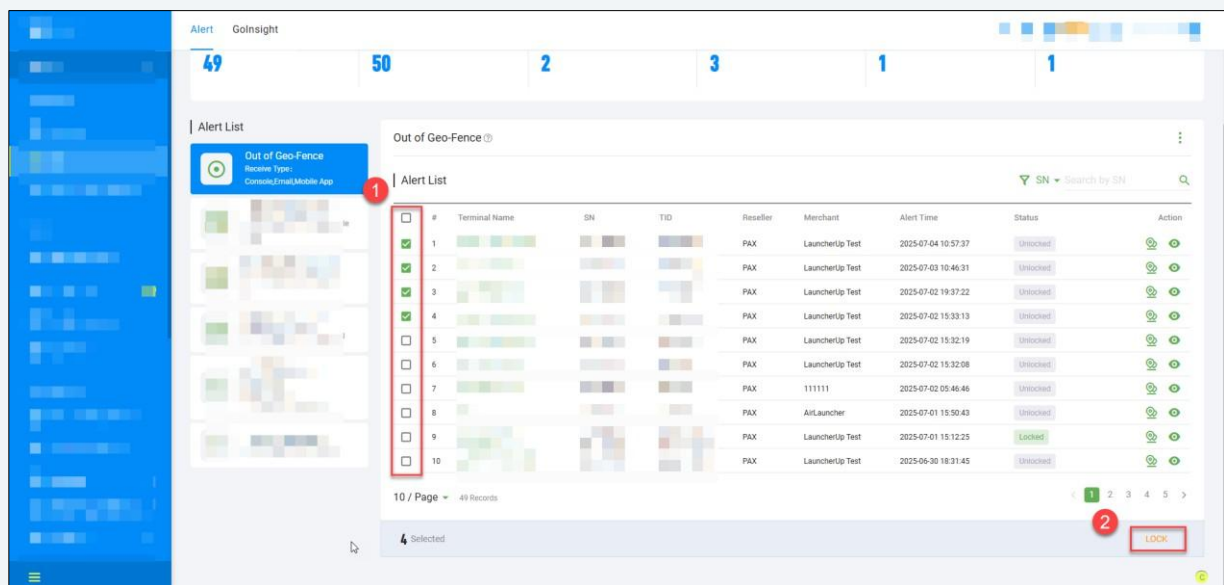 Alert GoInsight
49 50 2 3 1 1
Alert List
Out of Geo-Fence
Receive Type:
Console,Email,Mobile App
1
Out of Geo-Fence
Alert List
SN Search by SN
# Terminal Name SN TID Reseller Merchant Alert Time Status Action
1 PAX LauncherUp Test 2025-07-04 10:57:37 Unlocked
2 PAX LauncherUp Test 2025-07-03 10:46:31 Unlocked
3 PAX LauncherUp Test 2025-07-02 19:37:22 Unlocked
4 PAX LauncherUp Test 2025-07-02 15:33:13 Unlocked
5 PAX LauncherUp Test 2025-07-02 15:32:19 Unlocked
6 PAX LauncherUp Test 2025-07-02 15:32:08 Unlocked
7 PAX 111111 2025-07-02 05:46:46 Unlocked
8 PAX AirLauncher 2025-07-01 15:50:43 Unlocked
9 PAX LauncherUp Test 2025-07-01 15:12:25 Locked
10 PAX LauncherUp Test 2025-06-30 18:31:45 Unlocked
10 / Page 49 Records < 1 2 3 4 5 >
2
4 Selected LOCK